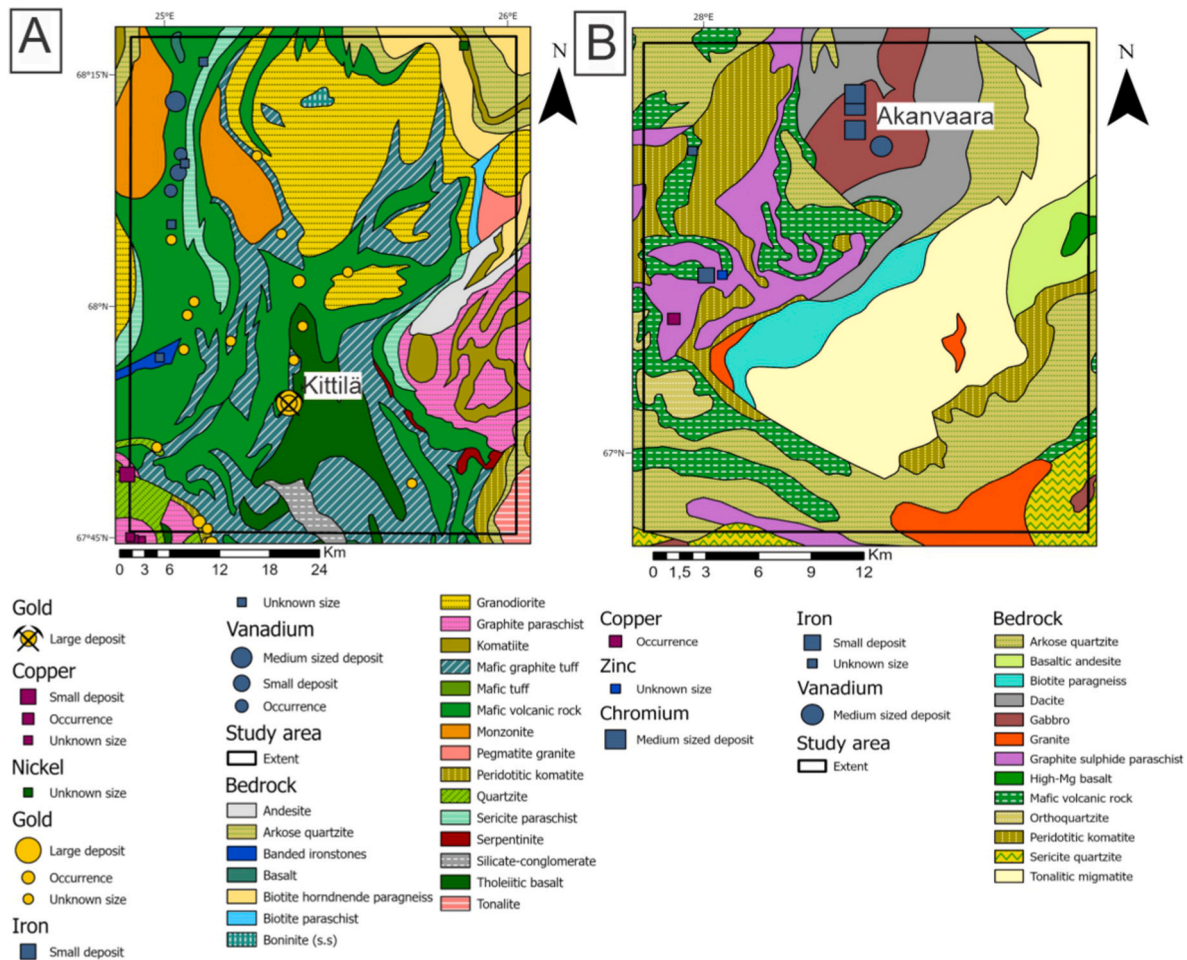 A
25°E
26°E
N
68°15'N
68°N
67°45'N
Kittilä
Km
0 3 6 12 18 24
B
28°E
N
Akanvaara
67°N
Km
0 1,5 3 6 9 12
Gold
Large deposit
Copper
Small deposit
Occurrence
Unknown size
Nickel
Unknown size
Gold
Large deposit
Occurrence
Unknown size
Iron
Small deposit
Unknown size
Vanadium
Medium sized deposit
Small deposit
Occurrence
Study area
Extent
Bedrock
Andesite
Arkose quartzite
Banded ironstones
Basalt
Biotite horndnende paragneiss
Biotite paraschist
Boninite (s.s)
Granodiorite
Graphite paraschist
Komatiite
Mafic graphite tuff
Mafic tuff
Mafic volcanic rock
Monzonite
Pegmatite granite
Peridotitic komatite
Quartzite
Sericite paraschist
Serpentinite
Silicate-conglomerate
Tholeiitic basalt
Tonalite
Copper
Occurrence
Zinc
Unknown size
Chromium
Medium sized deposit
Iron
Small deposit
Unknown size
Vanadium
Medium sized deposit
Study area
Extent
Bedrock
Arkose quartzite
Basaltic andesite
Biotite paragneiss
Dacite
Gabbro
Granite
Graphite sulphide paraschist
High-Mg basalt
Mafic volcanic rock
Orthoquartzite
Peridotitic komatite
Sericite quartzite
Tonalitic migmatite